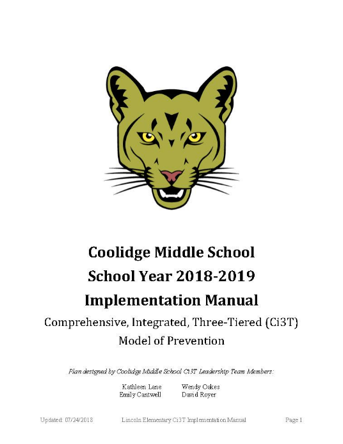 Coolidge Middle School
School Year 2018-2019
Implementation Manual
Comprehensive, Integrated, Three-Tiered (Ci3T)
Model of Prevention
Plan designed by Coolidge Middle School Ci3T Leadership Team Members:
Kathleen Lane Wendy Oakes
Emily Cantwell David Royer
Updated: 07/24/2018 Lincoln Elementary Ci3T Implementation Manual Page 1